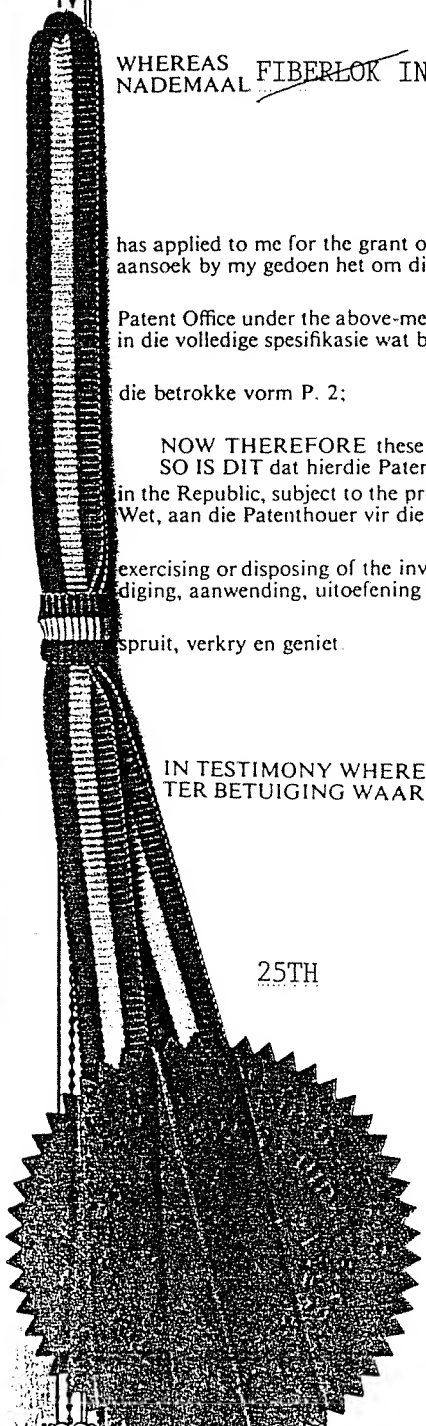 WHEREAS
NADEMAAL FIBERLOK IN
has applied to me for the grant o
aansoek by my gedoen het om di
Patent Office under the above-me
in die volledige spesifikasie wat b
die betrokke vorm P. 2;
NOW THEREFORE these
SO IS DIT dat hierdie Paten
in the Republic, subject to the pr
Wet, aan die Patenthouer vir die
exercising or disposing of the inv
diging, aanwending, uitoefening
spruit, verkry en geniet.
IN TESTIMONY WHERE
TER BETUIGING WAAR
25TH